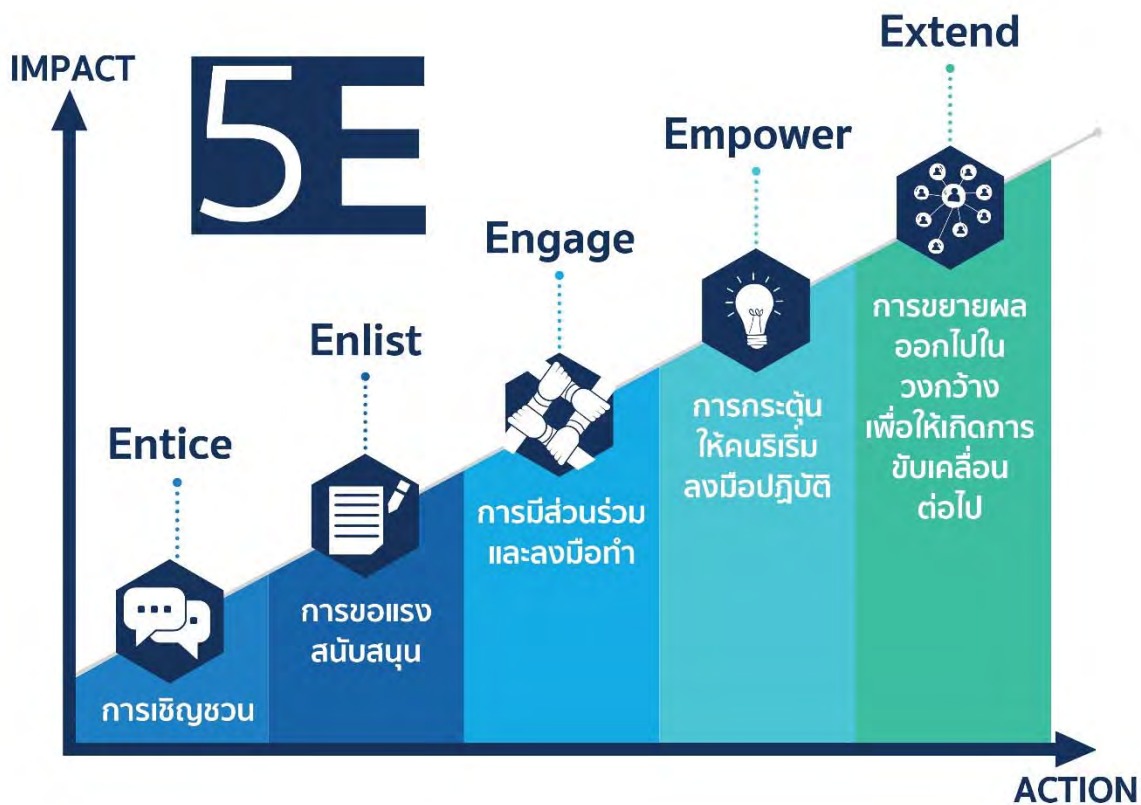 IMPACT
5E
Entice
การเชิญชวน
Enlist
การขอแรง
สนับสนุน
Engage
การมีส่วนร่วม
และลงมือทำ
Empower
การกระตุ้น
ให้คนริเริ่ม
ลงมือปฏิบัติ
Extend
การขยายผล
ออกไปใน
วงกว้าง
เพื่อให้เกิดการ
ขับเคลื่อน
ต่อไป
ACTION